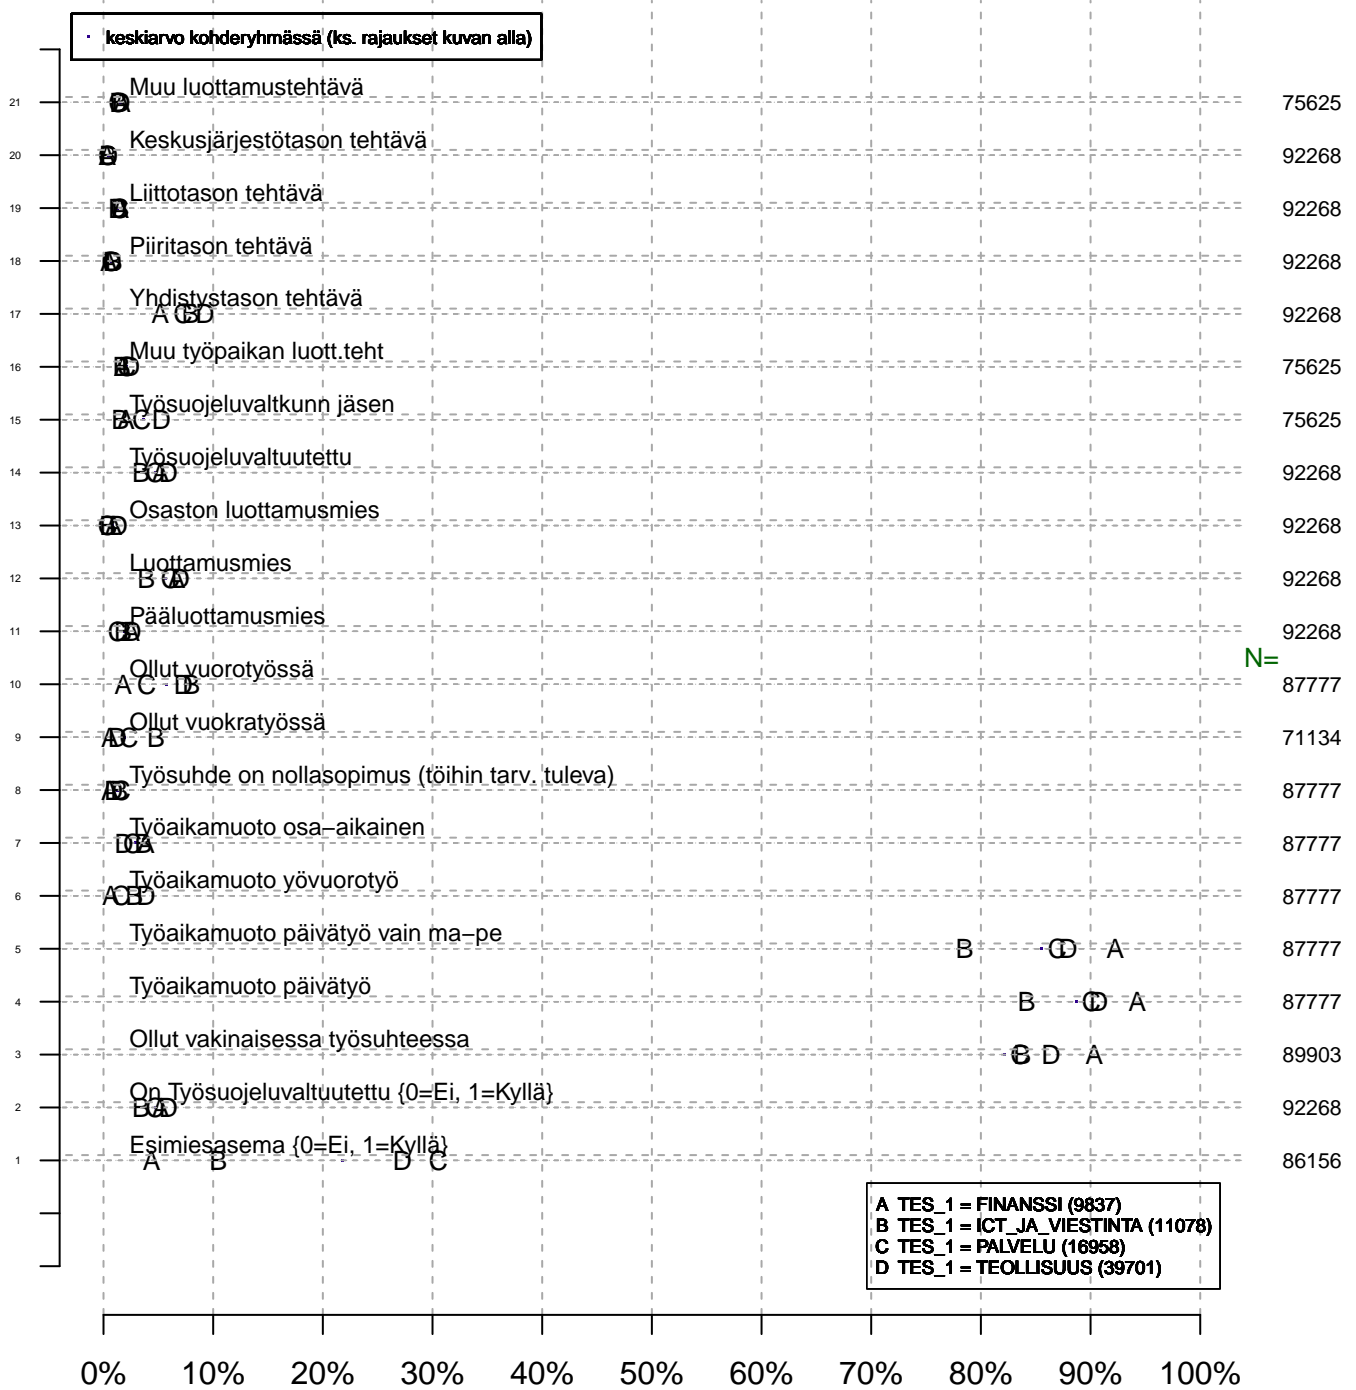 keskiarvo kohderyhmässä (ks. rajaukset kuvan alla)
21 Muu luottamustehtävä 75625
20 Keskusjärjestötason tehtävä 92268
19 Liittotason tehtävä 92268
18 Piiritason tehtävä 92268
17 Yhdistystason tehtävä A C B D 92268
16 Muu työpaikan luott.teht 75625
15 Työsuojeluvaltkunn jäsen B A C D 75625
14 Työsuojeluvaltuutettu B C A D 92268
13 Osaston luottamusmies 92268
12 Luottamusmies B C A D 92268
11 Pääluottamusmies 92268
N=
10 Ollut vuorotyössä A C D B 87777
9 Ollut vuokratyössä A D C B 71134
8 Työsuhde on nollasopimus (töihin tarv. tuleva) 87777
7 Työaikamuoto osa–aikainen 87777
6 Työaikamuoto yövuorotyö A C B D 87777
5 Työaikamuoto päivätyö vain ma–pe B C D A 87777
4 Työaikamuoto päivätyö B C D A 87777
3 Ollut vakinaisessa työsuhteessa C B D A 89903
2 On Työsuojeluvaltuutettu {0=Ei, 1=Kyllä} B C A D 92268
1 Esimiesasema {0=Ei, 1=Kyllä} A B D C 86156
A TES_1 = FINANSSI (9837)
B TES_1 = ICT_JA_VIESTINTA (11078)
C TES_1 = PALVELU (16958)
D TES_1 = TEOLLISUUS (39701)
0% 10% 20% 30% 40% 50% 60% 70% 80% 90% 100%